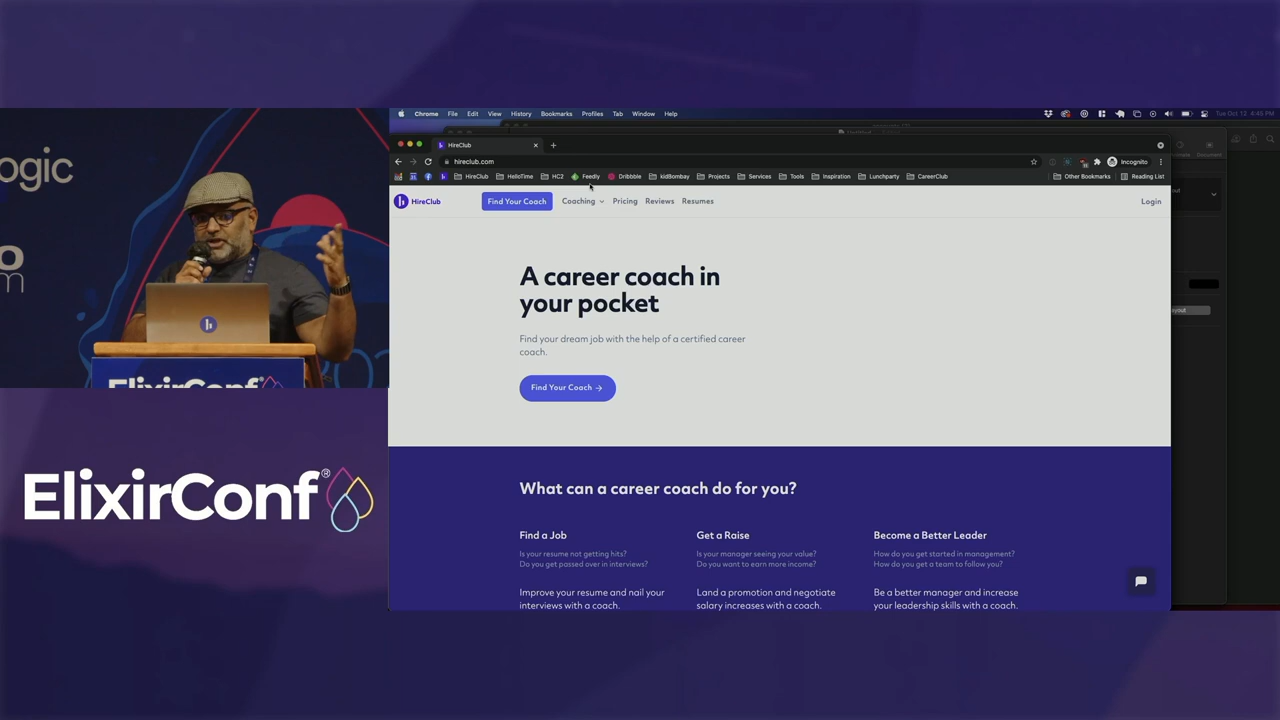 ogic
o
m
ElixirConf
ElixirConf®
Chrome File Edit View History Bookmarks Profiles Tab Window Help
Tue Oct 12 4:45 PM
HireClub
hireclub.com
Incognito
HireClub HelloTime HC2 Feedly Dribbble kidBombay Projects Services Tools Inspiration Lunchparty CareerClub Other Bookmarks Reading List
HireClub Find Your Coach Coaching Pricing Reviews Resumes Login
A career coach in
your pocket
Find your dream job with the help of a certified career
coach.
Find Your Coach →
What can a career coach do for you?
Find a Job
Is your resume not getting hits?
Do you get passed over in interviews?
Improve your resume and nail your
interviews with a coach.
Get a Raise
Is your manager seeing your value?
Do you want to earn more income?
Land a promotion and negotiate
salary increases with a coach.
Become a Better Leader
How do you get started in management?
How do you get a team to follow you?
Be a better manager and increase
your leadership skills with a coach.